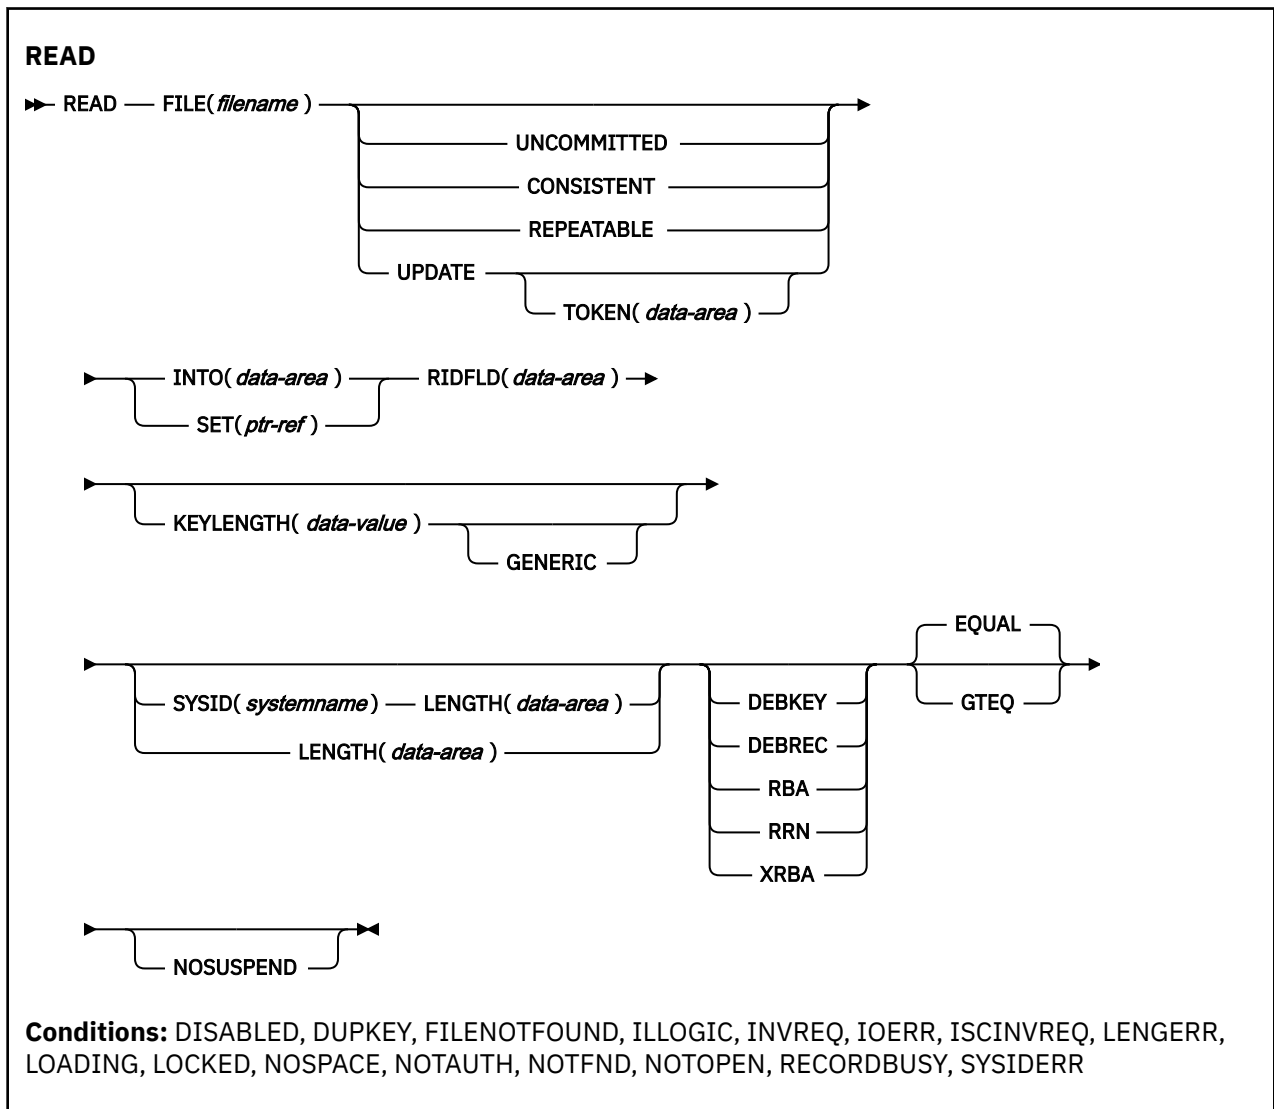 READ
READ FILE( filename )
UNCOMMITTED
CONSISTENT
REPEATABLE
UPDATE
TOKEN( data-area )
INTO( data-area ) RIDFLD( data-area )
SET( ptr-ref )
KEYLENGTH( data-value )
GENERIC
EQUAL
SYSID( systemname) LENGTH( data-area ) DEBKEY GTEQ
DEBREC
LENGTH( data-area )
RBA
RRN
XRBA
NOSUSPEND
Conditions: DISABLED, DUPKEY, FILENOTFOUND, ILLOGIC, INVREQ, IOERR, ISCINVREQ, LENGERR,
LOADING, LOCKED, NOSPACE, NOTAUTH, NOTFND, NOTOPEN, RECORDBUSY, SYSIDERR